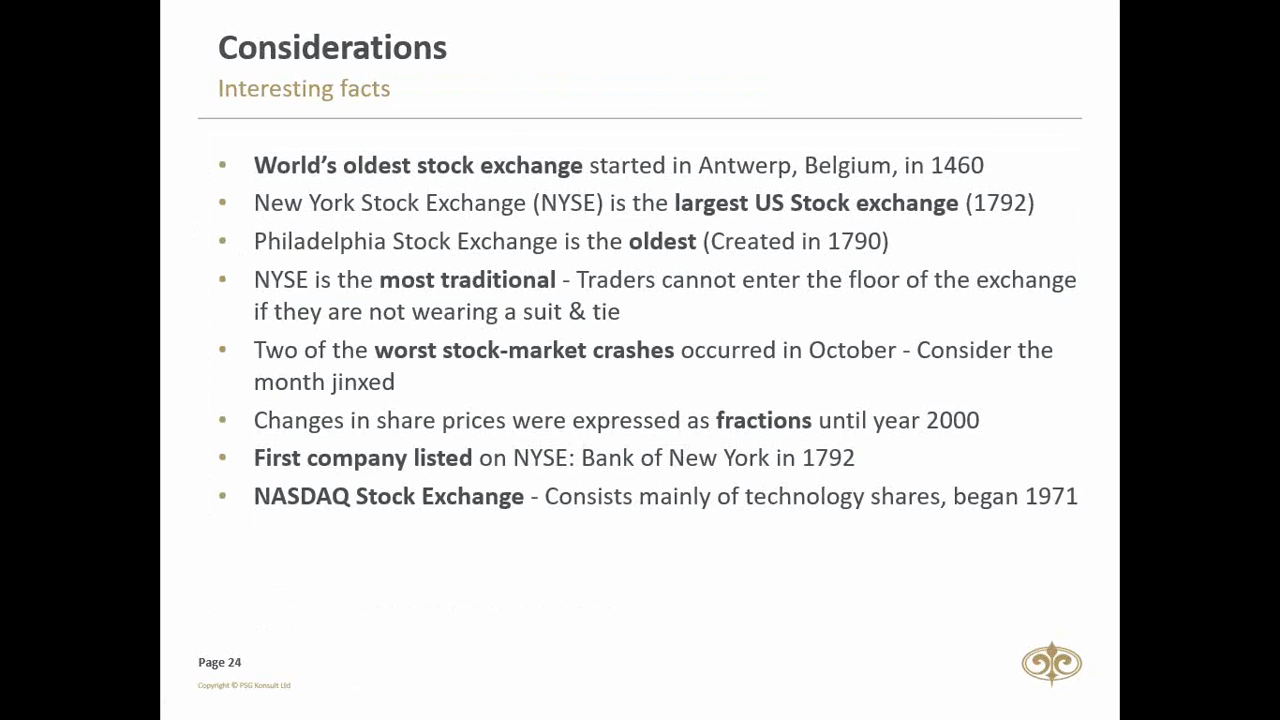 Considerations
Interesting facts
• World’s oldest stock exchange started in Antwerp, Belgium, in 1460
• New York Stock Exchange (NYSE) is the largest US Stock exchange (1792)
• Philadelphia Stock Exchange is the oldest (Created in 1790)
• NYSE is the most traditional - Traders cannot enter the floor of the exchange
if they are not wearing a suit & tie
• Two of the worst stock-market crashes occurred in October - Consider the
month jinxed
• Changes in share prices were expressed as fractions until year 2000
• First company listed on NYSE: Bank of New York in 1792
• NASDAQ Stock Exchange - Consists mainly of technology shares, began 1971
Page 24
Copyright © PSG Konsult Ltd